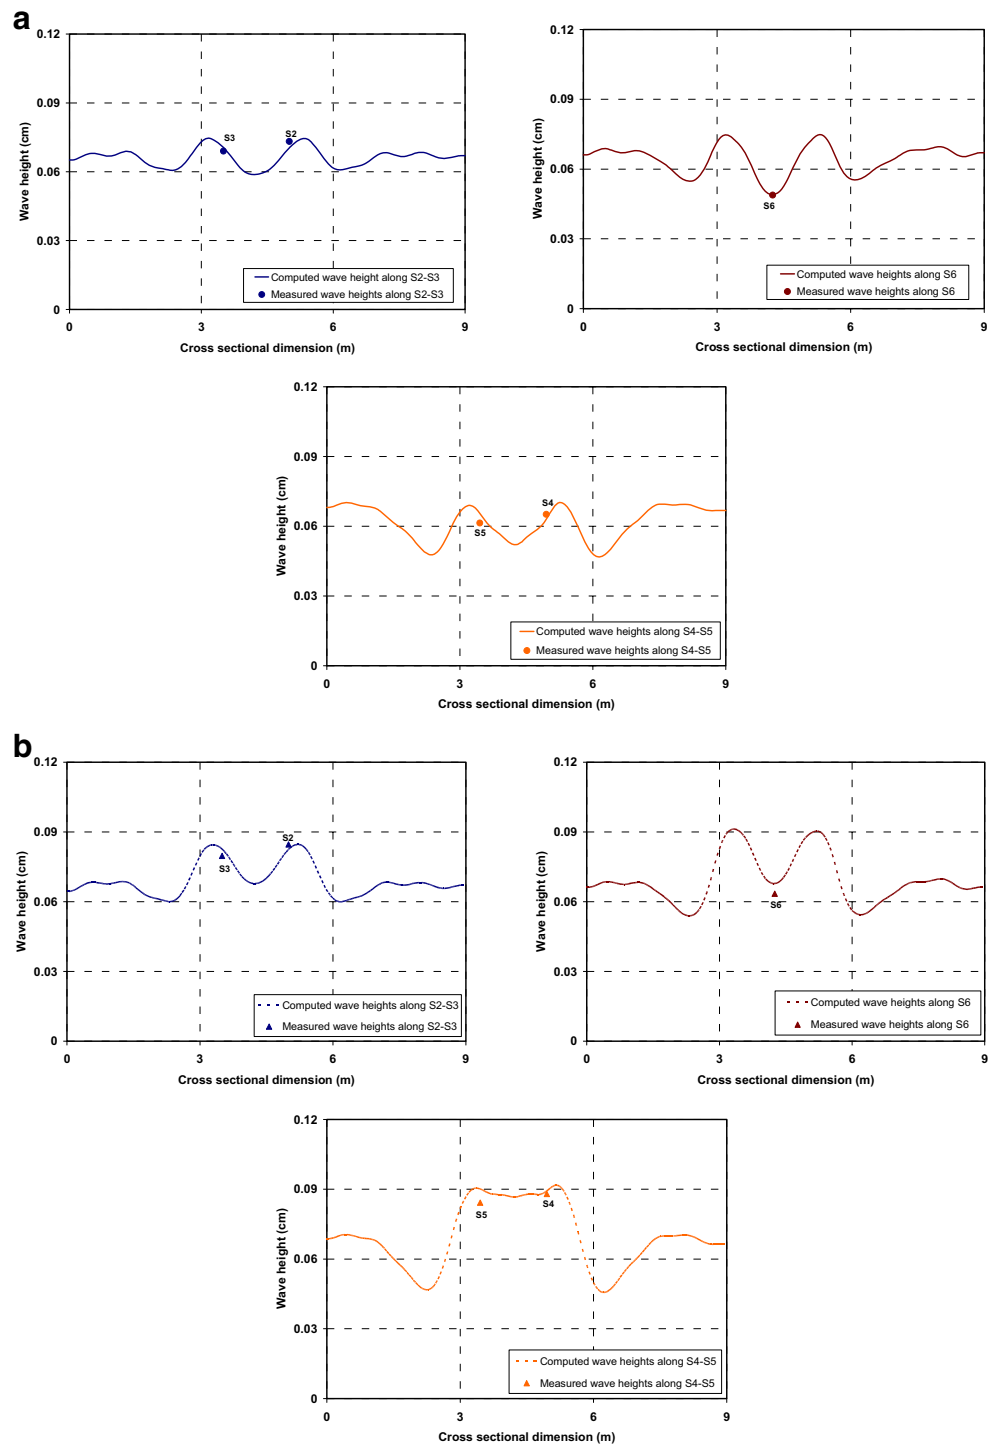 a
0.12
0.09
0.06
0.03
0
Wave height (cm)
S3
S2
Computed wave height along S2-S3
Measured wave heights along S2-S3
0 3 6 9
Cross sectional dimension (m)
0.12
0.09
0.06
0.03
0
Wave height (cm)
S6
Computed wave heights along S6
Measured wave heights along S6
0 3 6 9
Cross sectional dimension (m)
0.12
0.09
0.06
0.03
0
Wave height (cm)
S5
S4
Computed wave heights along S4-S5
Measured wave heights along S4-S5
0 3 6 9
Cross sectional dimension (m)
b
0.12
0.09
0.06
0.03
0
Wave height (cm)
S3
S2
Computed wave heights along S2-S3
Measured wave heights along S2-S3
0 3 6 9
Cross sectional dimension (m)
0.12
0.09
0.06
0.03
0
Wave height (cm)
S6
Computed wave heights along S6
Measured wave heights along S6
0 3 6 9
Cross sectional dimension (m)
0.12
0.09
0.06
0.03
0
Wave height (cm)
S5
S4
Computed wave heights along S4-S5
Measured wave heights along S4-S5
0 3 6 9
Cross sectional dimension (m)